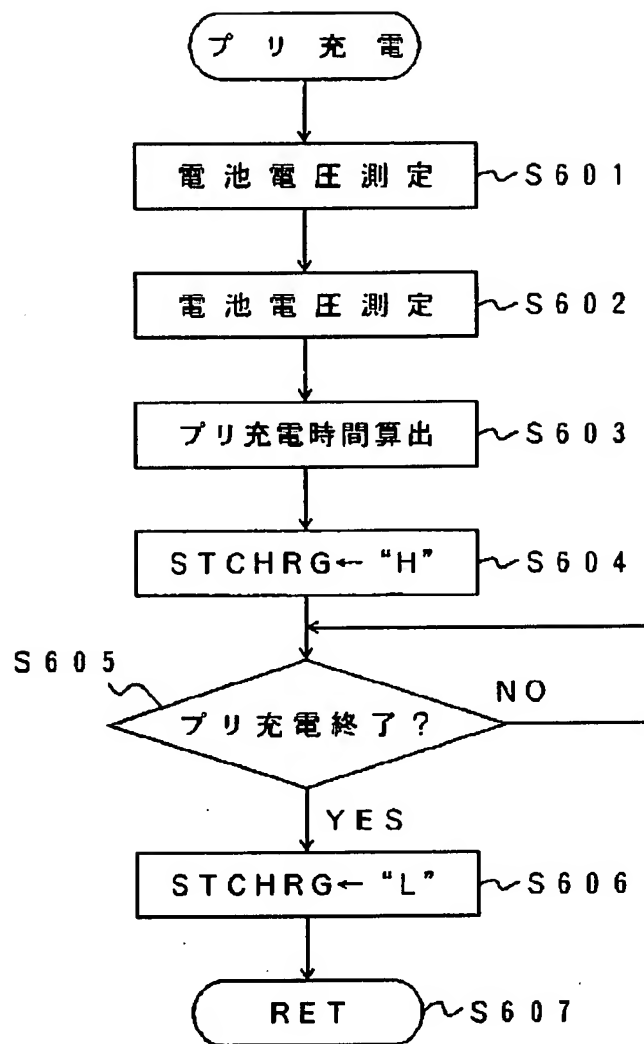 プリ充電
電池電圧測定 S601
電池電圧測定 S602
プリ充電時間算出 S603
STCHRG←“H” S604
S605
プリ充電終了？ NO
YES
STCHRG←“L” S606
RET S607